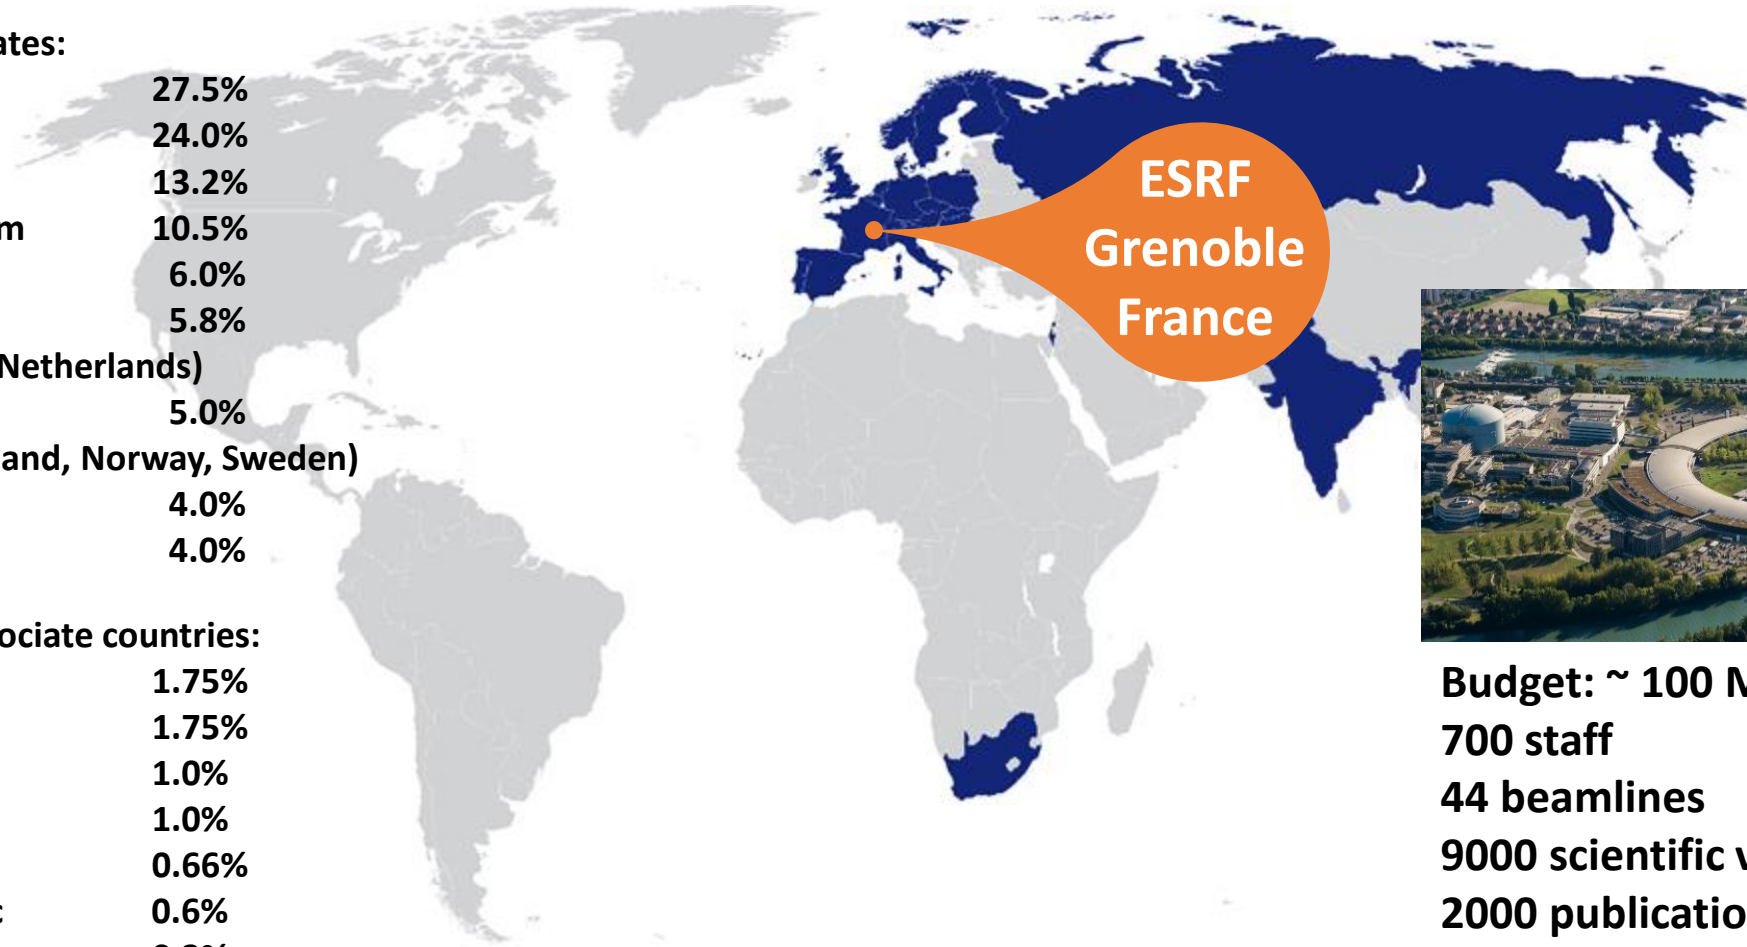 ates:
27.5%
24.0%
13.2%
m 10.5%
6.0%
5.8%
Netherlands)
5.0%
and, Norway, Sweden)
4.0%
4.0%
ociate countries:
1.75%
1.75%
1.0%
1.0%
0.66%
0.6%
ESRF
Grenoble
France
Budget: ~ 100 M
700 staff
44 beamlines
9000 scientific v
2000 publicatio